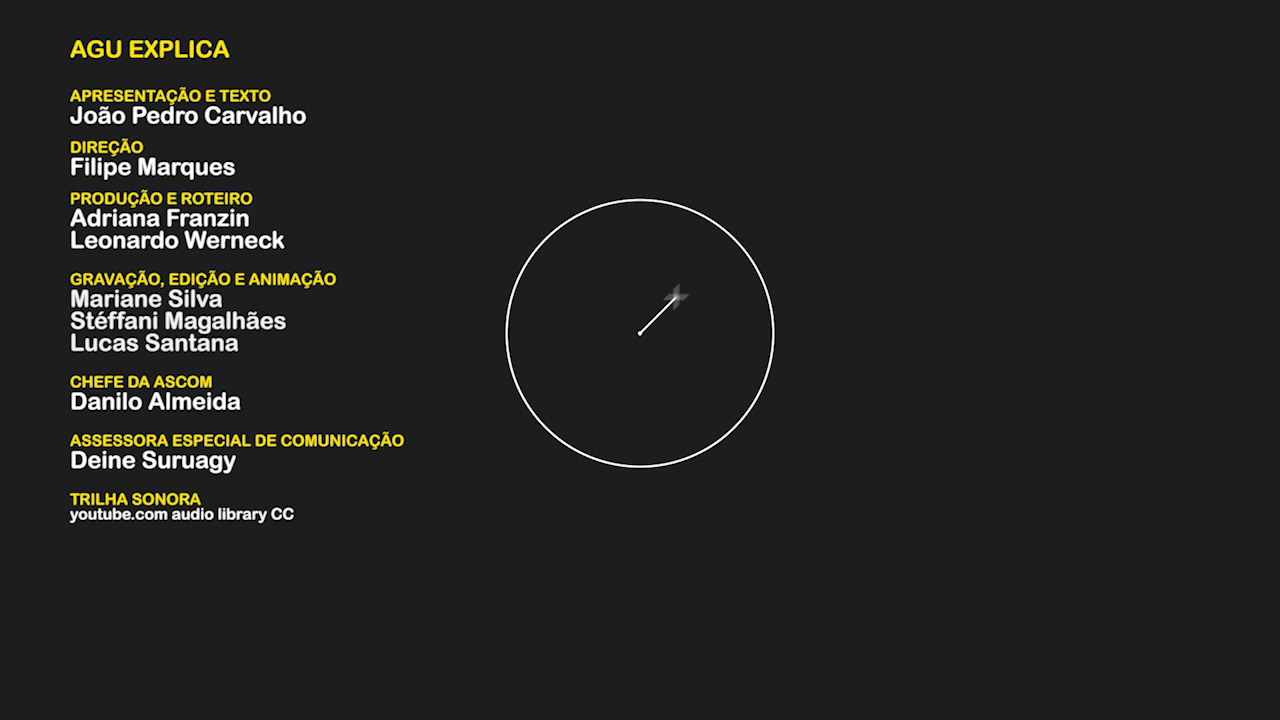 AGU EXPLICA
APRESENTAÇÃO E TEXTO
João Pedro Carvalho
DIREÇÃO
Filipe Marques
PRODUÇÃO E ROTEIRO
Adriana Franzin
Leonardo Werneck
GRAVAÇÃO, EDIÇÃO E ANIMAÇÃO
Mariane Silva
Stéffani Magalhães
Lucas Santana
CHEFE DA ASCOM
Danilo Almeida
ASSESSORA ESPECIAL DE COMUNICAÇÃO
Deine Suruagy
TRILHA SONORA
youtube.com audio library CC